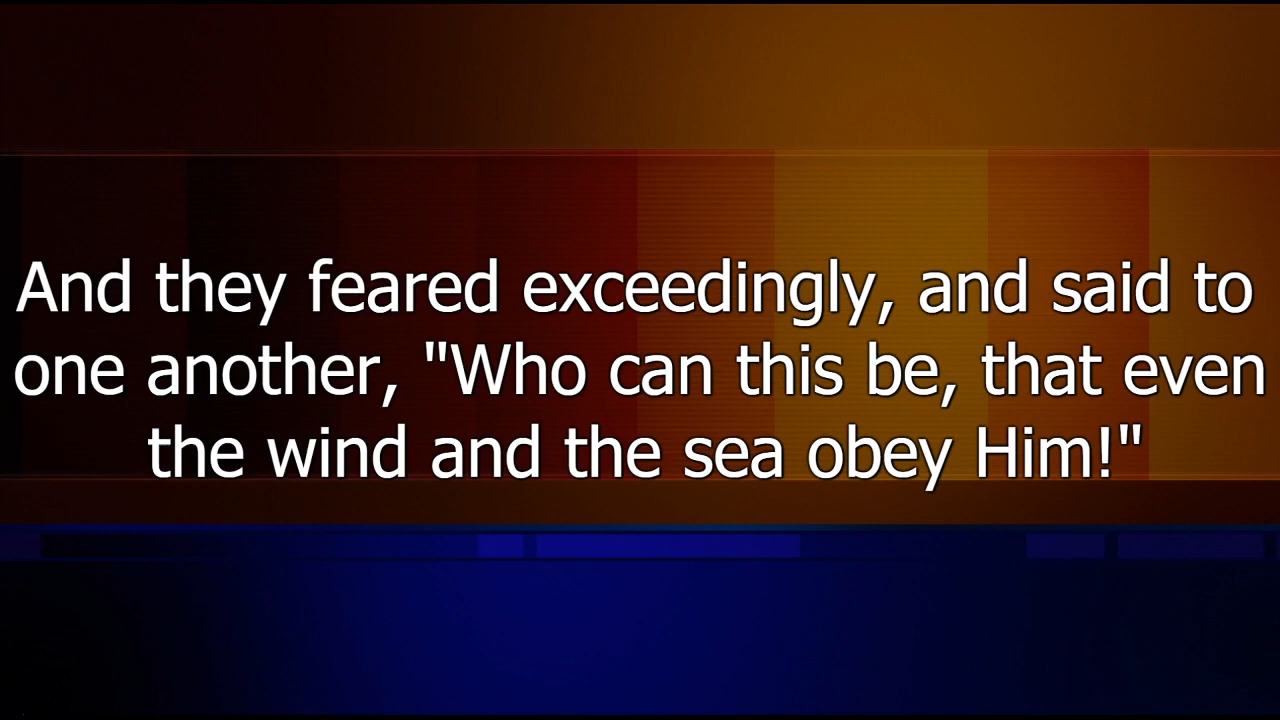 And they feared exceedingly, and said to
one another, "Who can this be, that even
the wind and the sea obey Him!"